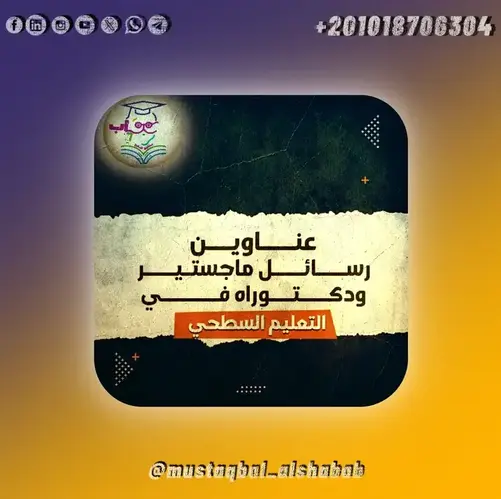 +201018706304
عناوين
رسائل ماجستير
ودكتوراه في
التعليم السطحي
@mustaqbal_alshabab